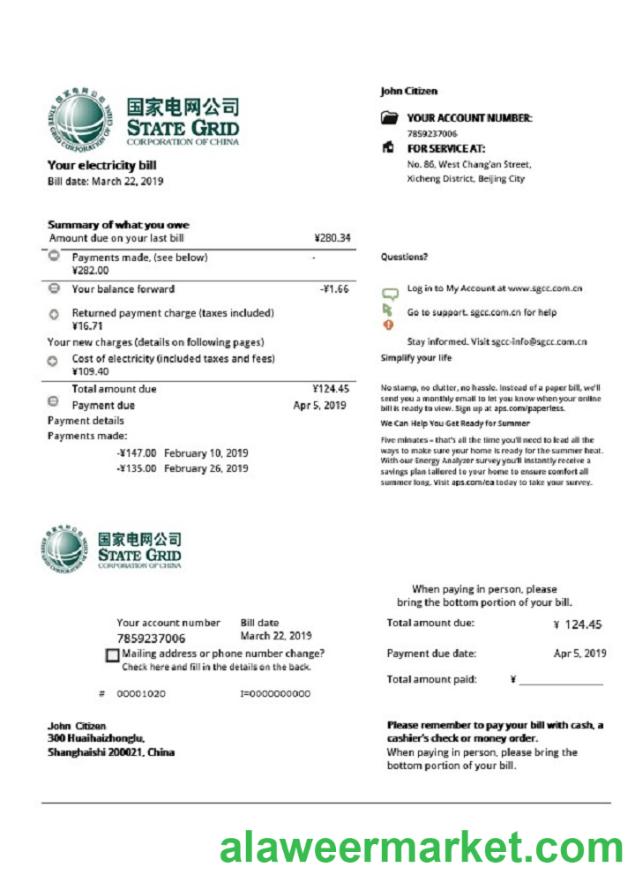 国家电网公司
STATE GRID
CORPORATION OF CHINA
Your electricity bill
Bill date: March 22, 2019
John Citizen
YOUR ACCOUNT NUMBER:
7859237006
FOR SERVICE AT:
No. 86, West Chang'an Street,
Xicheng District, Beijing City
Summary of what you owe
Amount due on your last bill ¥280.34
Payments made, (see below) -
¥282.00
Your balance forward -¥1.66
Returned payment charge (taxes included)
¥16.71
Your new charges (details on following pages)
Cost of electricity (included taxes and fees)
¥109.40
Total amount due ¥124.45
Payment due Apr 5, 2019
Payment details
Payments made:
-¥147.00 February 10, 2019
-¥135.00 February 26, 2019
Questions?
Log in to My Account at www.sgcc.com.cn
Go to support. sgcc.com.cn for help
Stay informed. Visit sgcc-info@sgcc.com.cn
Simplify your life
No stamp, no clutter, no hassle. Instead of a paper bill, we'll
send you a monthly email to let you know when your online
bill is ready to view. Sign up at aps.com/paperless.
We Can Help You Get Ready for Summer
Five minutes – that's all the time you'll need to lead all the
ways to make sure your home is ready for the summer heat.
With our Energy Analyzer survey you'll instantly receive a
savings plan tailored to your home to ensure comfort all
summer long. Visit aps.com/ea today to take your survey.
国家电网公司
STATE GRID
CORPORATION OF CHINA
Your account number Bill date
7859237006 March 22, 2019
Mailing address or phone number change?
Check here and fill in the details on the back.
# 00001020 I=0000000000
John Citizen
300 Huaihaizhonglu,
Shanghaishi 200021, China
When paying in person, please
bring the bottom portion of your bill.
Total amount due: ¥ 124.45
Payment due date: Apr 5, 2019
Total amount paid: ¥
Please remember to pay your bill with cash, a
cashier's check or money order.
When paying in person, please bring the
bottom portion of your bill.
alaweermarket.com